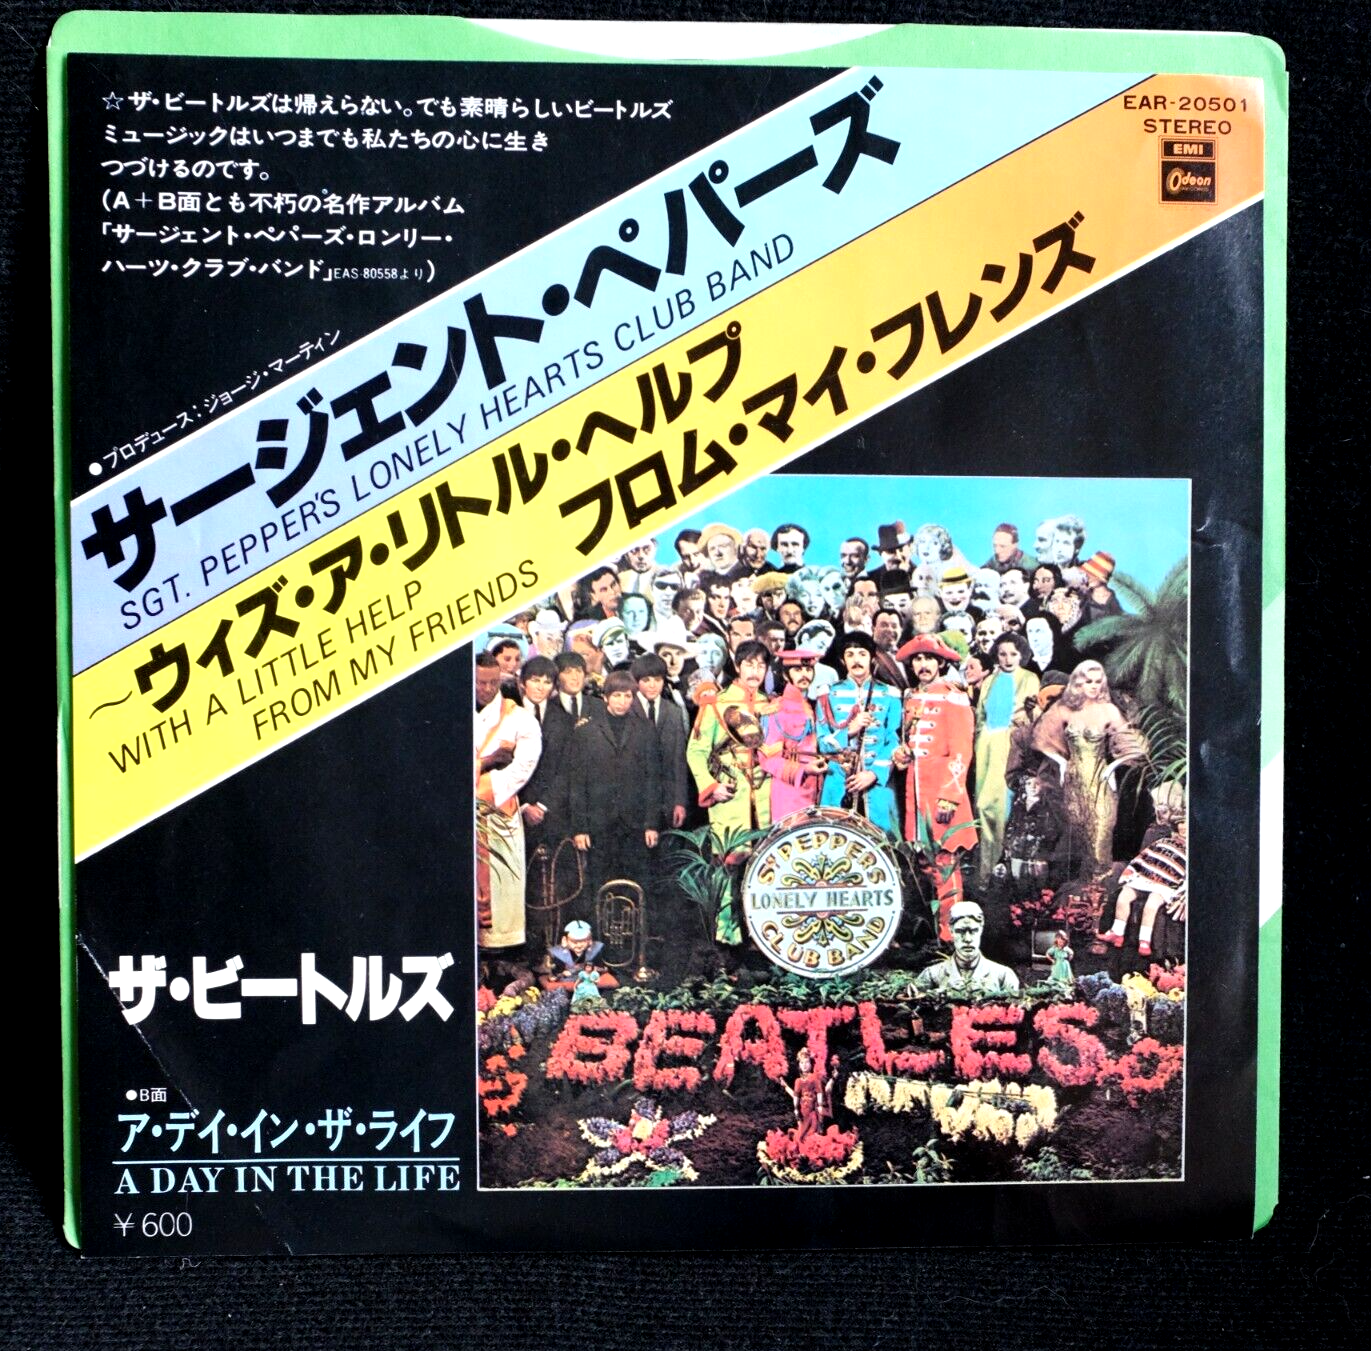 ☆ザ・ビートルズは帰えらない。でも素晴らしいビートルズ
ミュージックはいつまでも私たちの心に生き
つづけるのです。
(A+B面とも不朽の名作アルバム
「サージェント・ペパーズ・ロンリー・
ハーツ・クラブ・バンド」EAS-80558より)
EAR-20501
STEREO
EMI
Odeon
●プロデュース:ジョージ・マーティン
サージェント・ペパーズ
SGT. PEPPER'S LONELY HEARTS CLUB BAND
〜ウィズ・ア・リトル・ヘルプ
フロム・マイ・フレンズ
WITH A LITTLE HELP
FROM MY FRIENDS
SGT PEPPERS
LONELY HEARTS
CLUB BAND
BEATLES
ザ・ビートルズ
●B面
ア・デイ・イン・ザ・ライフ
A DAY IN THE LIFE
¥600